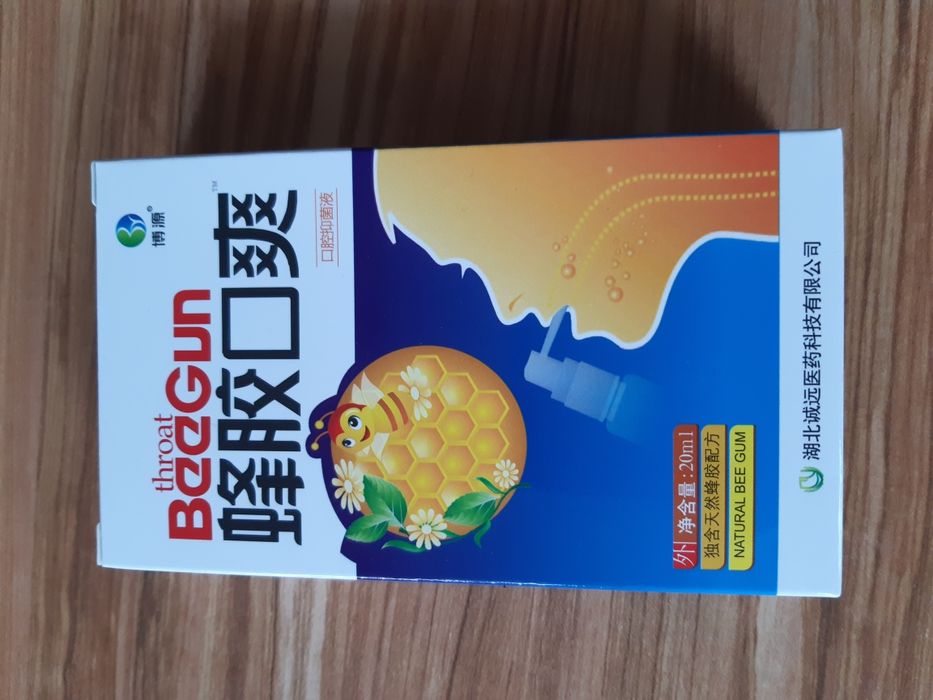 博源®
throat
BeeGun
蜂胶口爽™
口腔抑菌液
外 净含量:20ml
独含天然蜂胶配方
NATURAL BEE GUM
湖北诚远医药科技有限公司